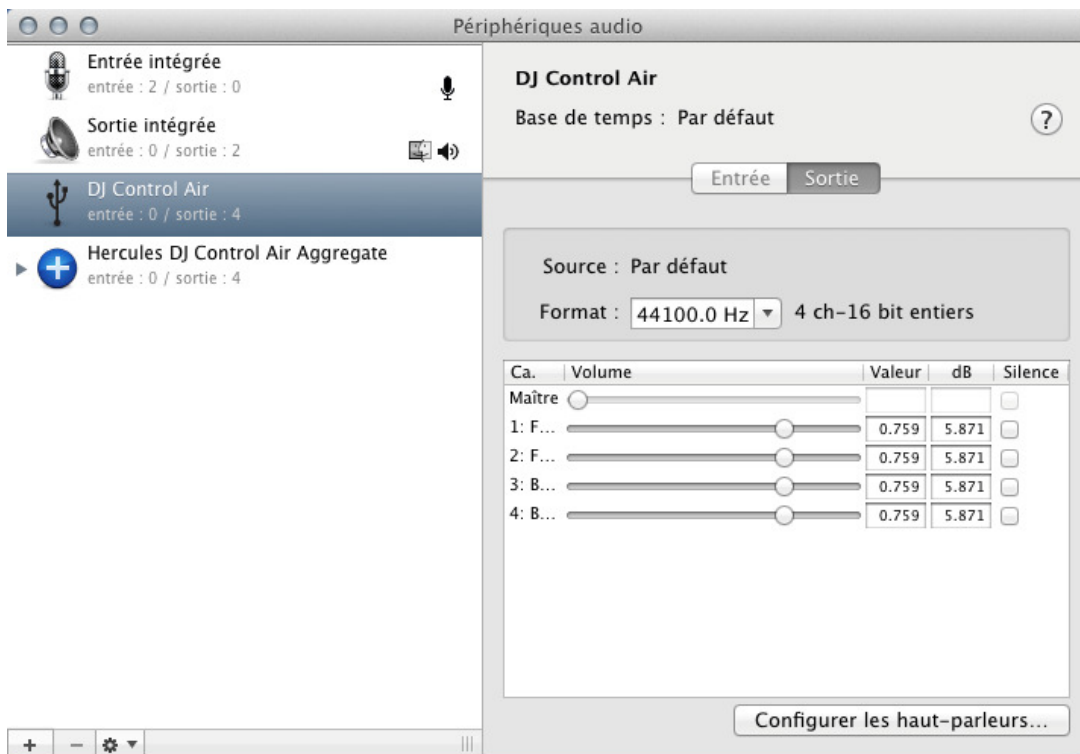 Périphériques audio
Entrée intégrée
entrée : 2 / sortie : 0
Sortie intégrée
entrée : 0 / sortie : 2
DJ Control Air
entrée : 0 / sortie : 4
Hercules DJ Control Air Aggregate
entrée : 0 / sortie : 4
DJ Control Air
Base de temps : Par défaut
?
Entrée Sortie
Source : Par défaut
Format : 44100.0 Hz 4 ch-16 bit entiers
Ca. Volume Valeur dB Silence
Maître
1: F... 0.759 5.871
2: F... 0.759 5.871
3: B... 0.759 5.871
4: B... 0.759 5.871
Configurer les haut-parleurs...